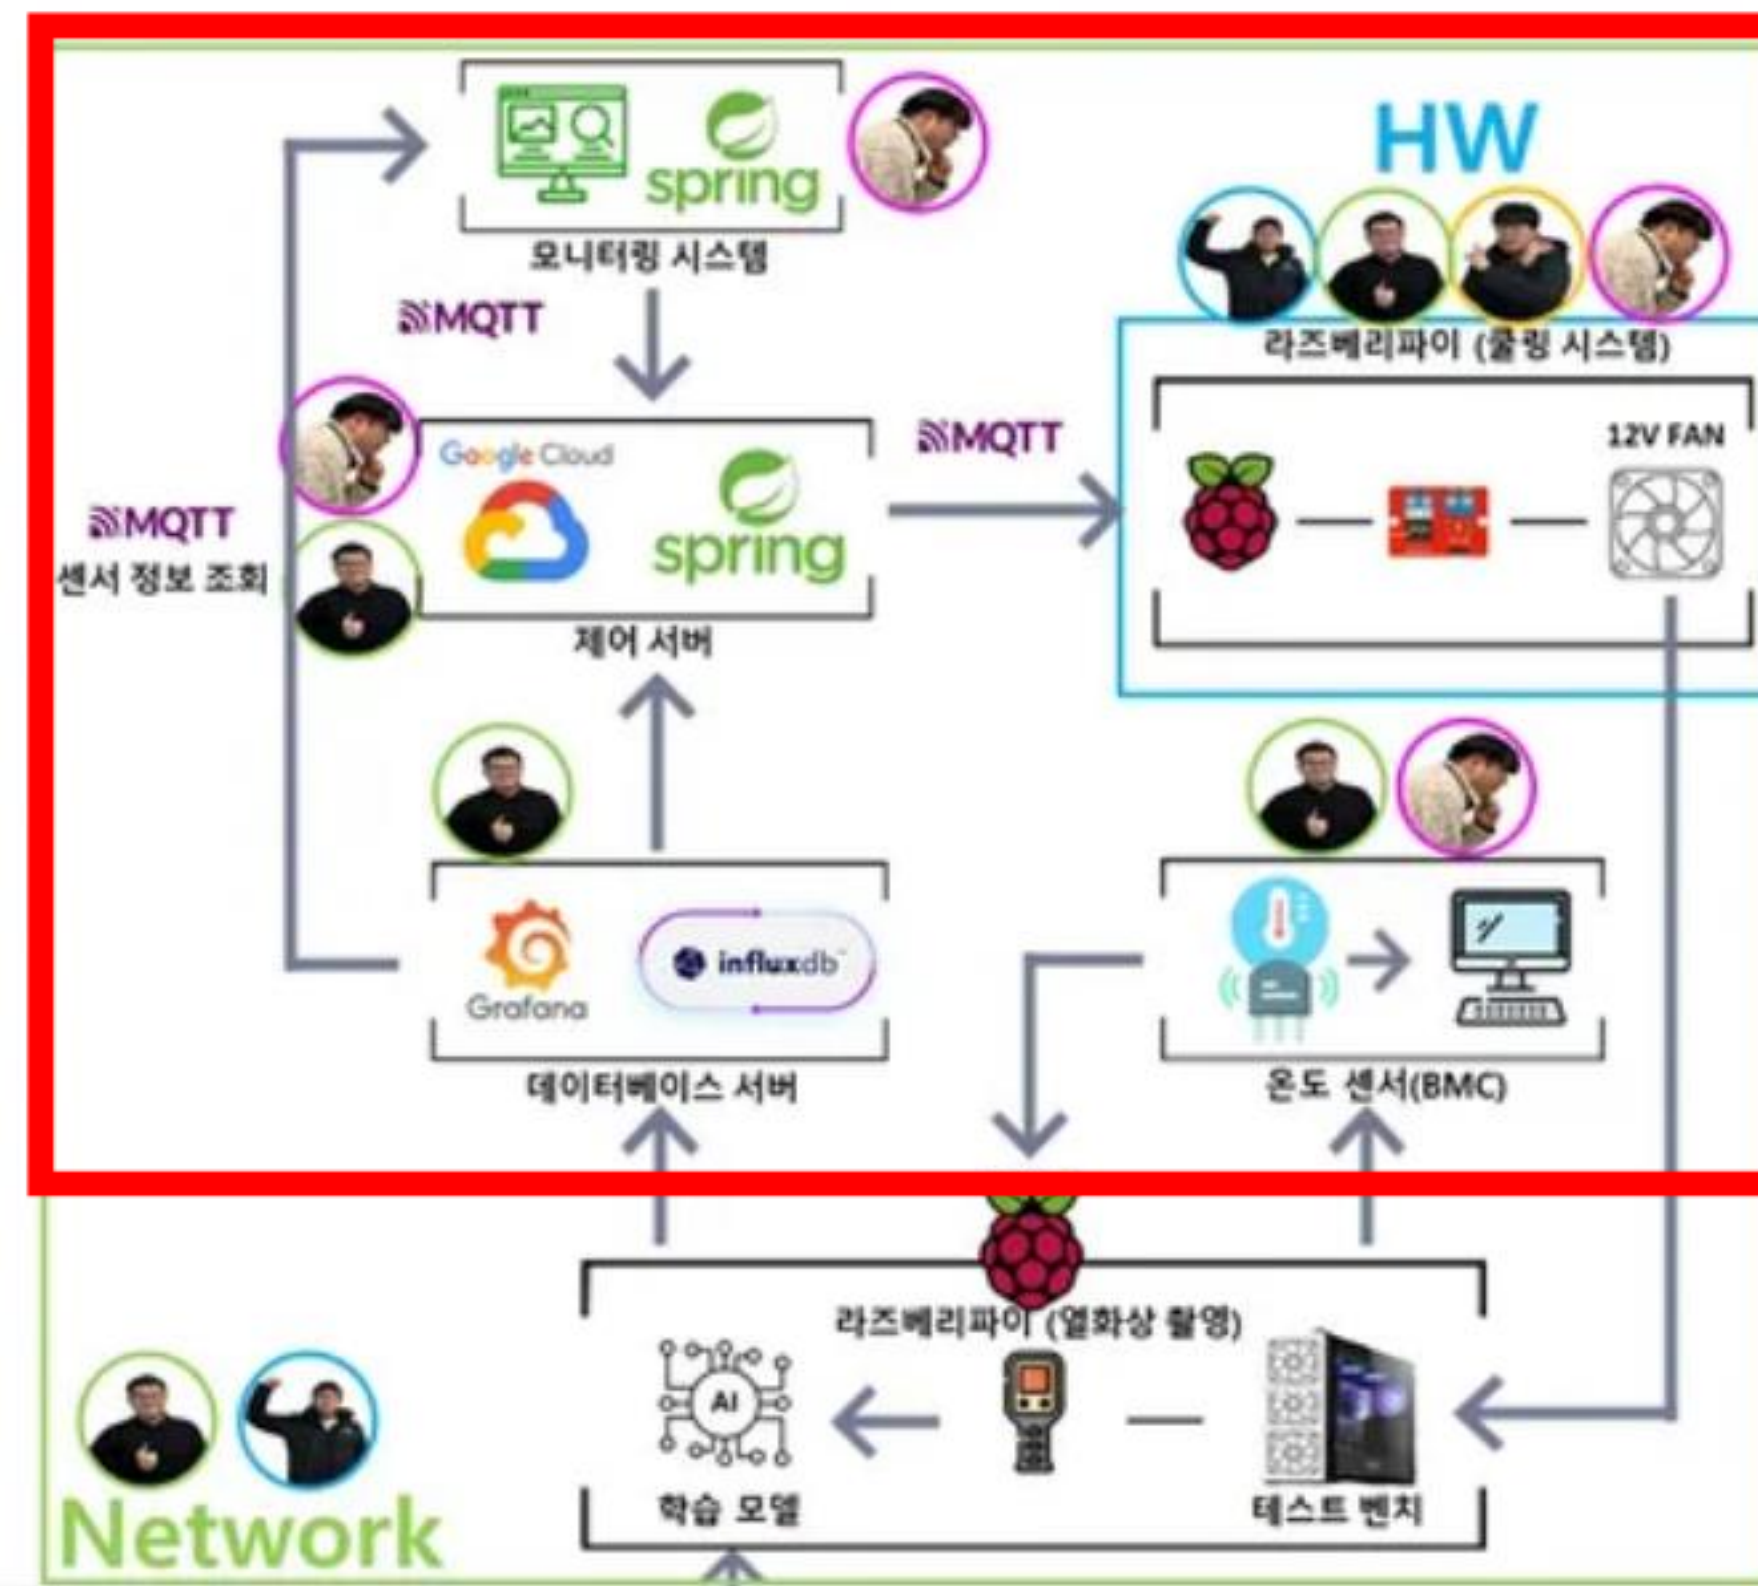 spring
모니터링 시스템
HW
MQTT
라즈베리파이 (쿨링 시스템)
Google Cloud
spring
MQTT
12V FAN
MQTT
센서 정보 조회
제어 서버
Grafana
influxdb
데이터베이스 서버
온도 센서(BMC)
라즈베리파이 (열화상 촬영)
AI
학습 모델
테스트 벤치
Network